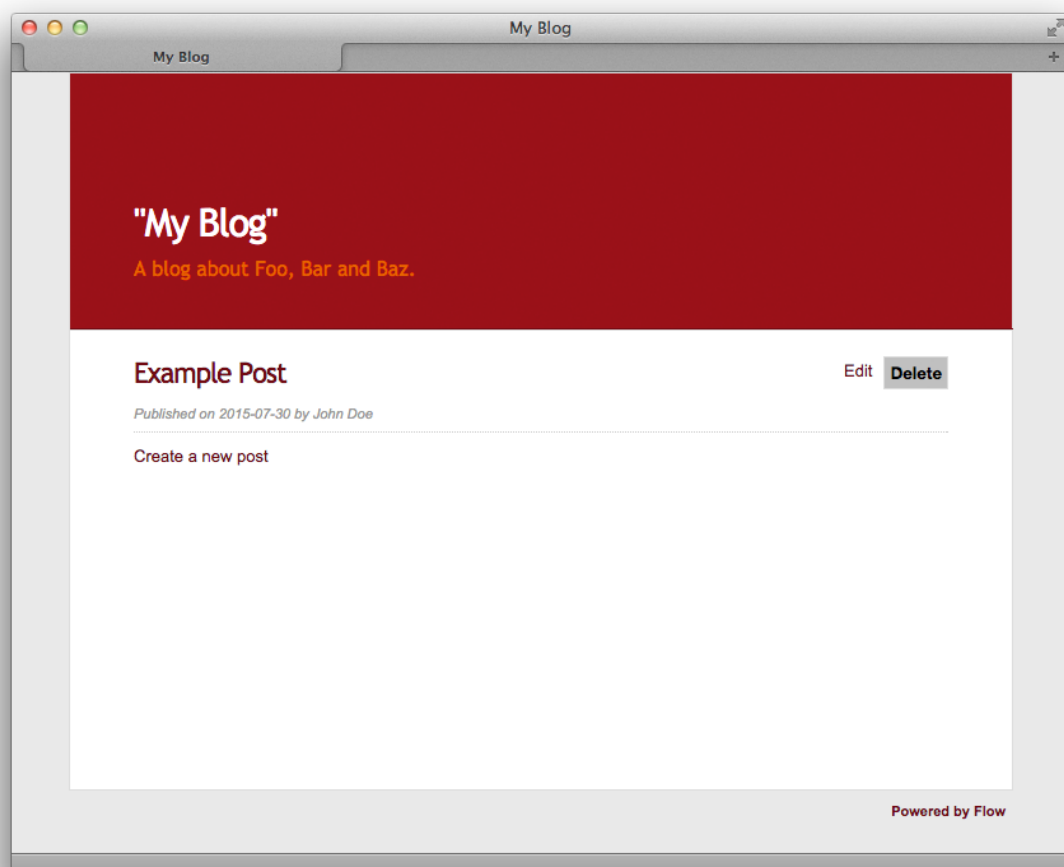 My Blog
My Blog
"My Blog"
A blog about Foo, Bar and Baz.
Example Post Edit Delete
Published on 2015-07-30 by John Doe
Create a new post
Powered by Flow